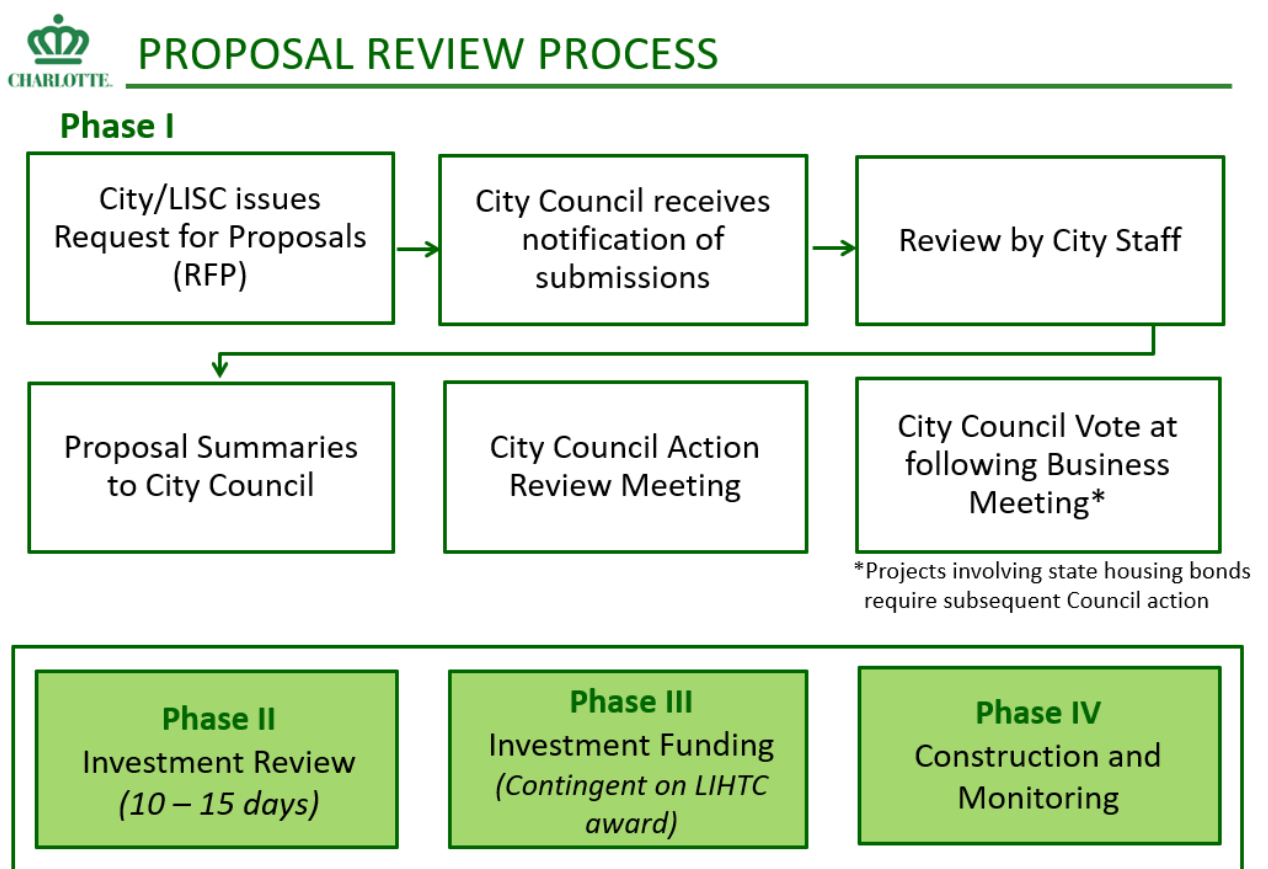 CHARLOTTE.
PROPOSAL REVIEW PROCESS
Phase I
City/LISC issues
Request for Proposals
(RFP)
City Council receives
notification of
submissions
Review by City Staff
Proposal Summaries
to City Council
City Council Action
Review Meeting
City Council Vote at
following Business
Meeting*
*Projects involving state housing bonds
require subsequent Council action
Phase II
Investment Review
(10 – 15 days)
Phase III
Investment Funding
(Contingent on LIHTC
award)
Phase IV
Construction and
Monitoring